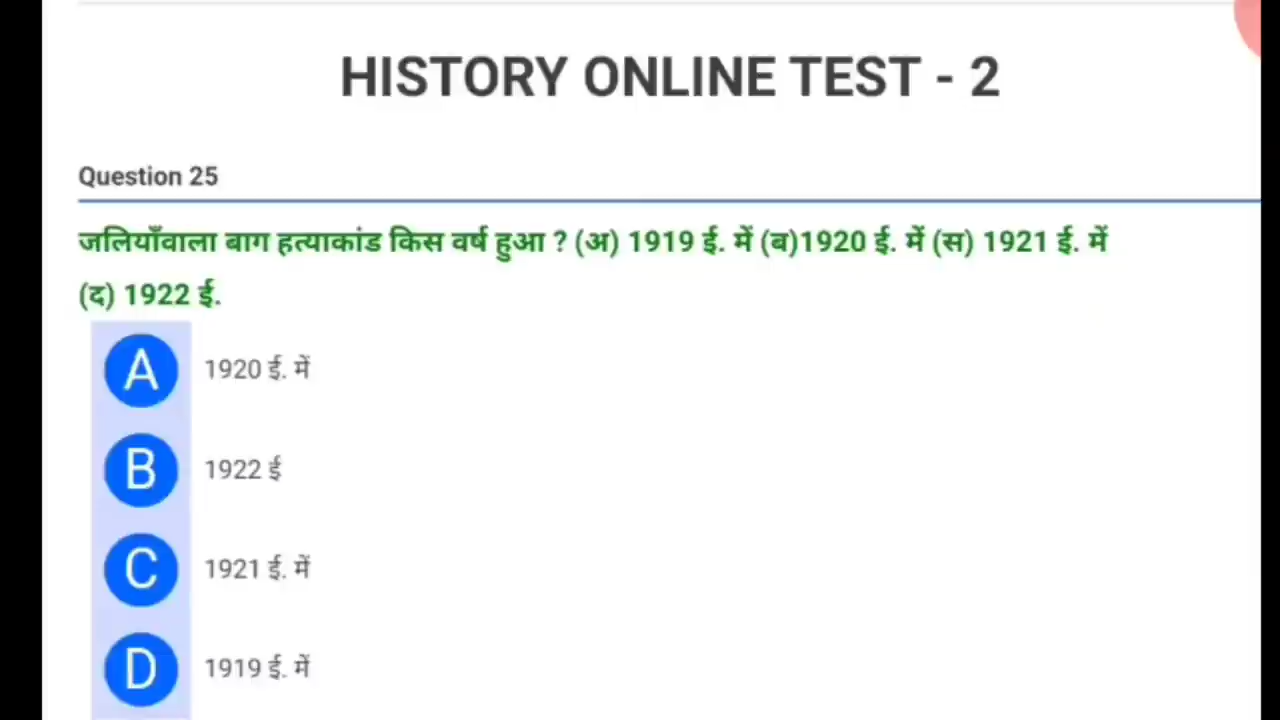 HISTORY ONLINE TEST - 2
Question 25
जलियाँवाला बाग हत्याकांड किस वर्ष हुआ ? (अ) 1919 ई. में (ब)1920 ई. में (स) 1921 ई. में
(द) 1922 ई.
A 1920 ई. में
B 1922 ई
C 1921 ई. में
D 1919 ई. में